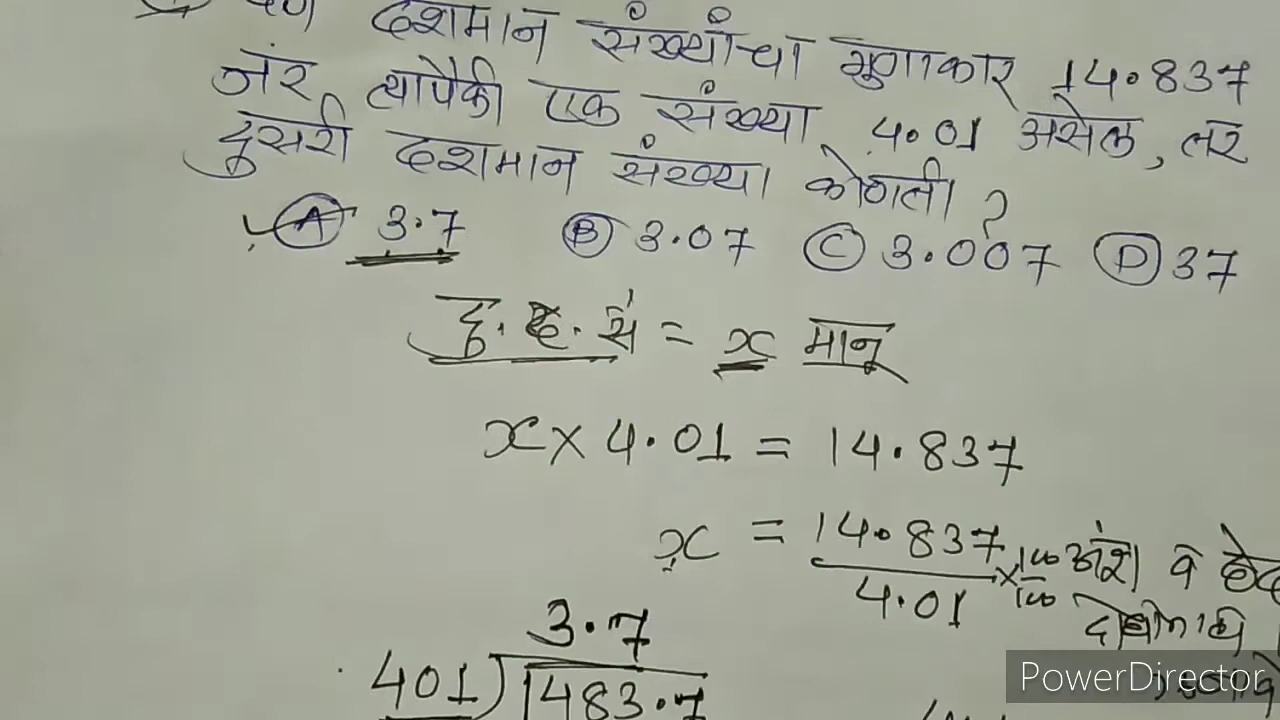 दशमान संख्यांचा गुणाकार 14.837
जर त्यापैकी एक संख्या 4.01 असेल, तर
दुसरी दशमान संख्या कोणती?
A 3.7 B 3.07 C 3.007 D 37
दु. द. सं = x मानू
x × 4.01 = 14.837
x = 14.837 / 4.01 × 100 / 100 अंश व छेद
3.7
401 ) 1483.7
PowerDirector